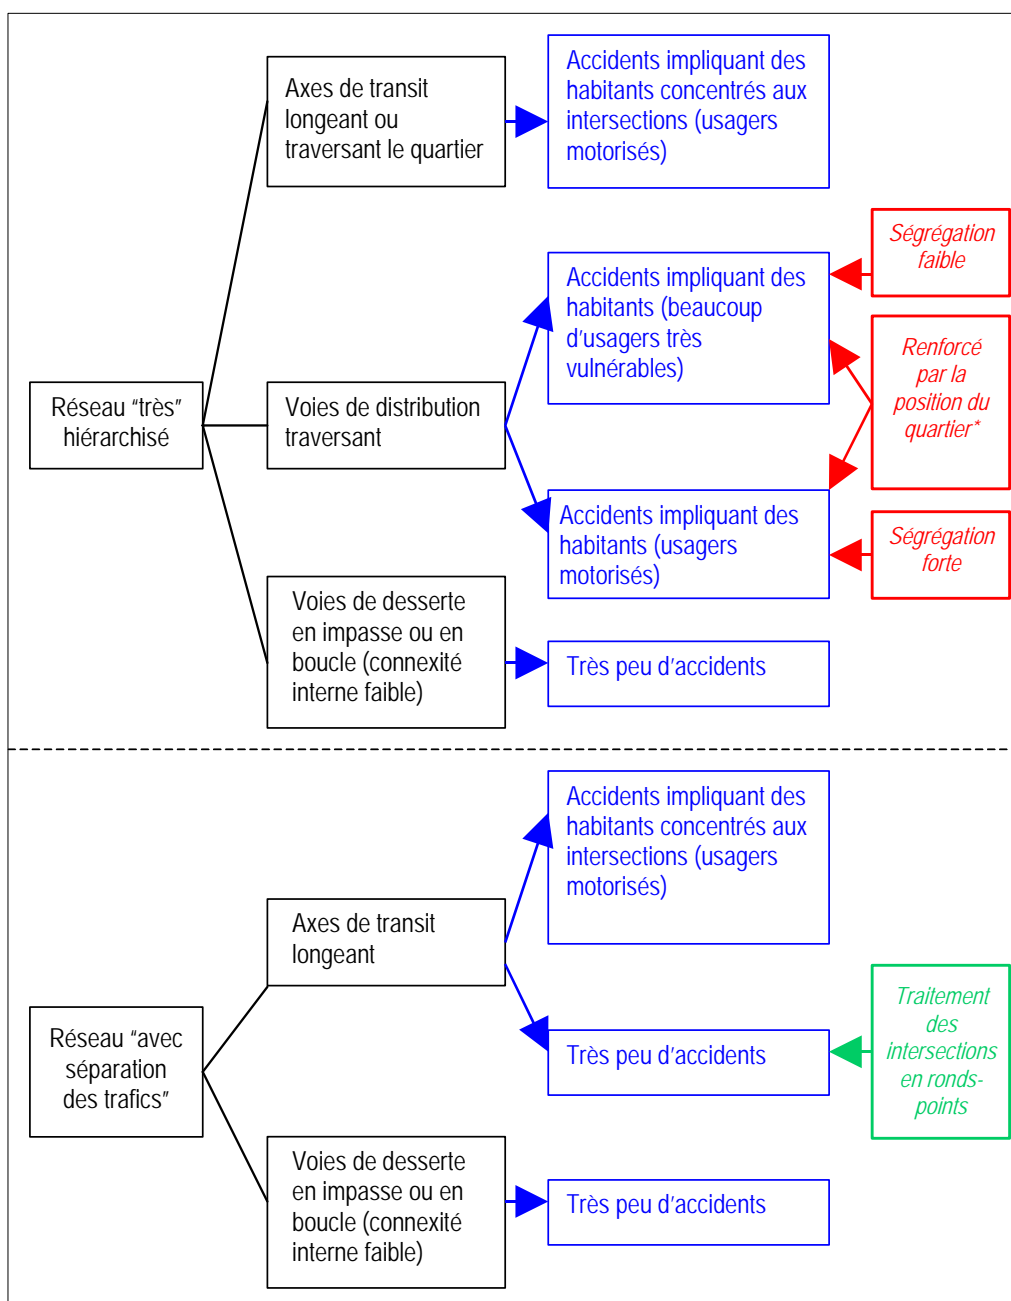 Axes de transit
longeant ou
traversant le quartier
Accidents impliquant des
habitants concentrés aux
intersections (usagers
motorisés)
Ségrégation
faible
Accidents impliquant des
habitants (beaucoup
d'usagers très
vulnérables)
Renforcé
par la
position du
quartier*
Réseau "très"
hiérarchisé
Voies de distribution
traversant
Accidents impliquant des
habitants (usagers
motorisés)
Ségrégation
forte
Voies de desserte
en impasse ou en
boucle (connexité
interne faible)
Très peu d'accidents
Accidents impliquant des
habitants concentrés aux
intersections (usagers
motorisés)
Axes de transit
longeant
Traitement
des
intersections
en ronds-
points
Réseau "avec
séparation
des trafics"
Très peu d'accidents
Voies de desserte
en impasse ou en
boucle (connexité
interne faible)
Très peu d'accidents